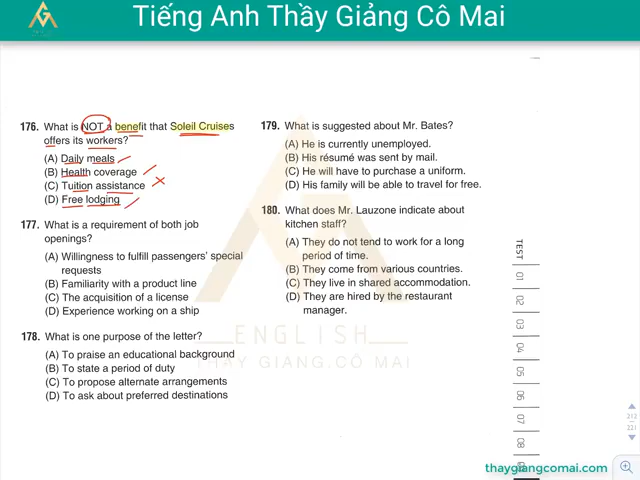 AG
Tiếng Anh Thầy Giảng Cô Mai
176. What is NOT a benefit that Soleil Cruises
offers its workers?
(A) Daily meals
(B) Health coverage
(C) Tuition assistance
(D) Free lodging
177. What is a requirement of both job
openings?
(A) Willingness to fulfill passengers' special
requests
(B) Familiarity with a product line
(C) The acquisition of a license
(D) Experience working on a ship
178. What is one purpose of the letter?
(A) To praise an educational background
(B) To state a period of duty
(C) To propose alternate arrangements
(D) To ask about preferred destinations
179. What is suggested about Mr. Bates?
(A) He is currently unemployed.
(B) His résumé was sent by mail.
(C) He will have to purchase a uniform.
(D) His family will be able to travel for free.
180. What does Mr. Lauzone indicate about
kitchen staff?
(A) They do not tend to work for a long
period of time.
(B) They come from various countries.
(C) They live in shared accommodation.
(D) They are hired by the restaurant
manager.
ENGLISH
THẦY GIẢNG.CÔ MAI
TEST
01
02
03
04
05
06
07
08
212
221
thaygiangcomai.com